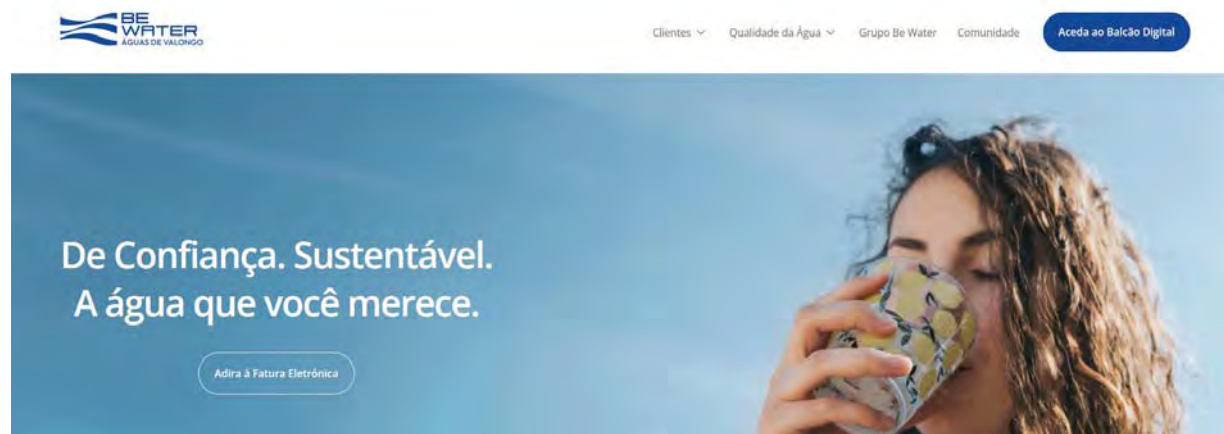 BE
WATER
ÁGUAS DE VALONGO
Clientes Qualidade da Água Grupo Be Water Comunidade Aceda ao Balcão Digital
De Confiança. Sustentável.
A água que você merece.
Adira à Fatura Eletrónica